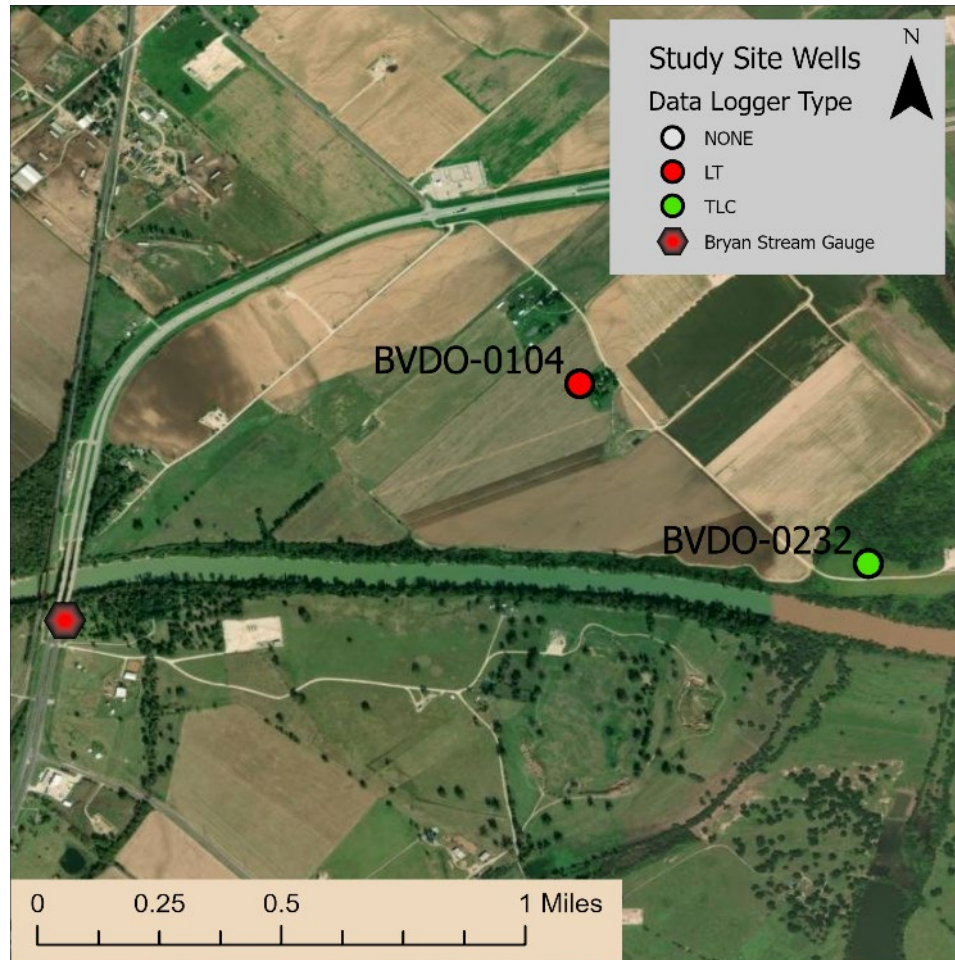 Study Site Wells
N
Data Logger Type
NONE
LT
TLC
Bryan Stream Gauge
BVDO-0104
BVDO-0232
0 0.25 0.5 1 Miles